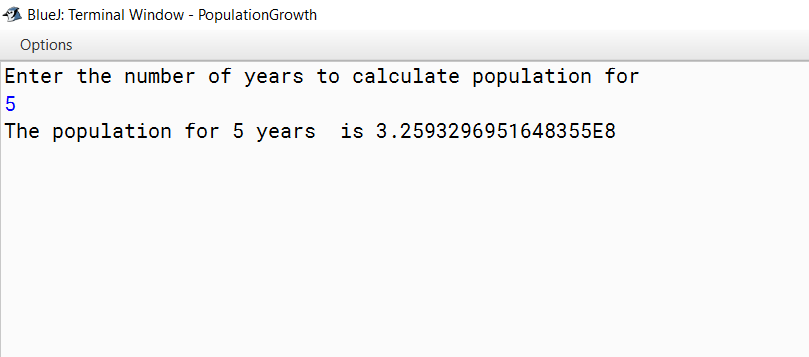 BlueJ: Terminal Window - PopulationGrowth
Options
Enter the number of years to calculate population for
5
The population for 5 years  is 3.2593296951648355E8